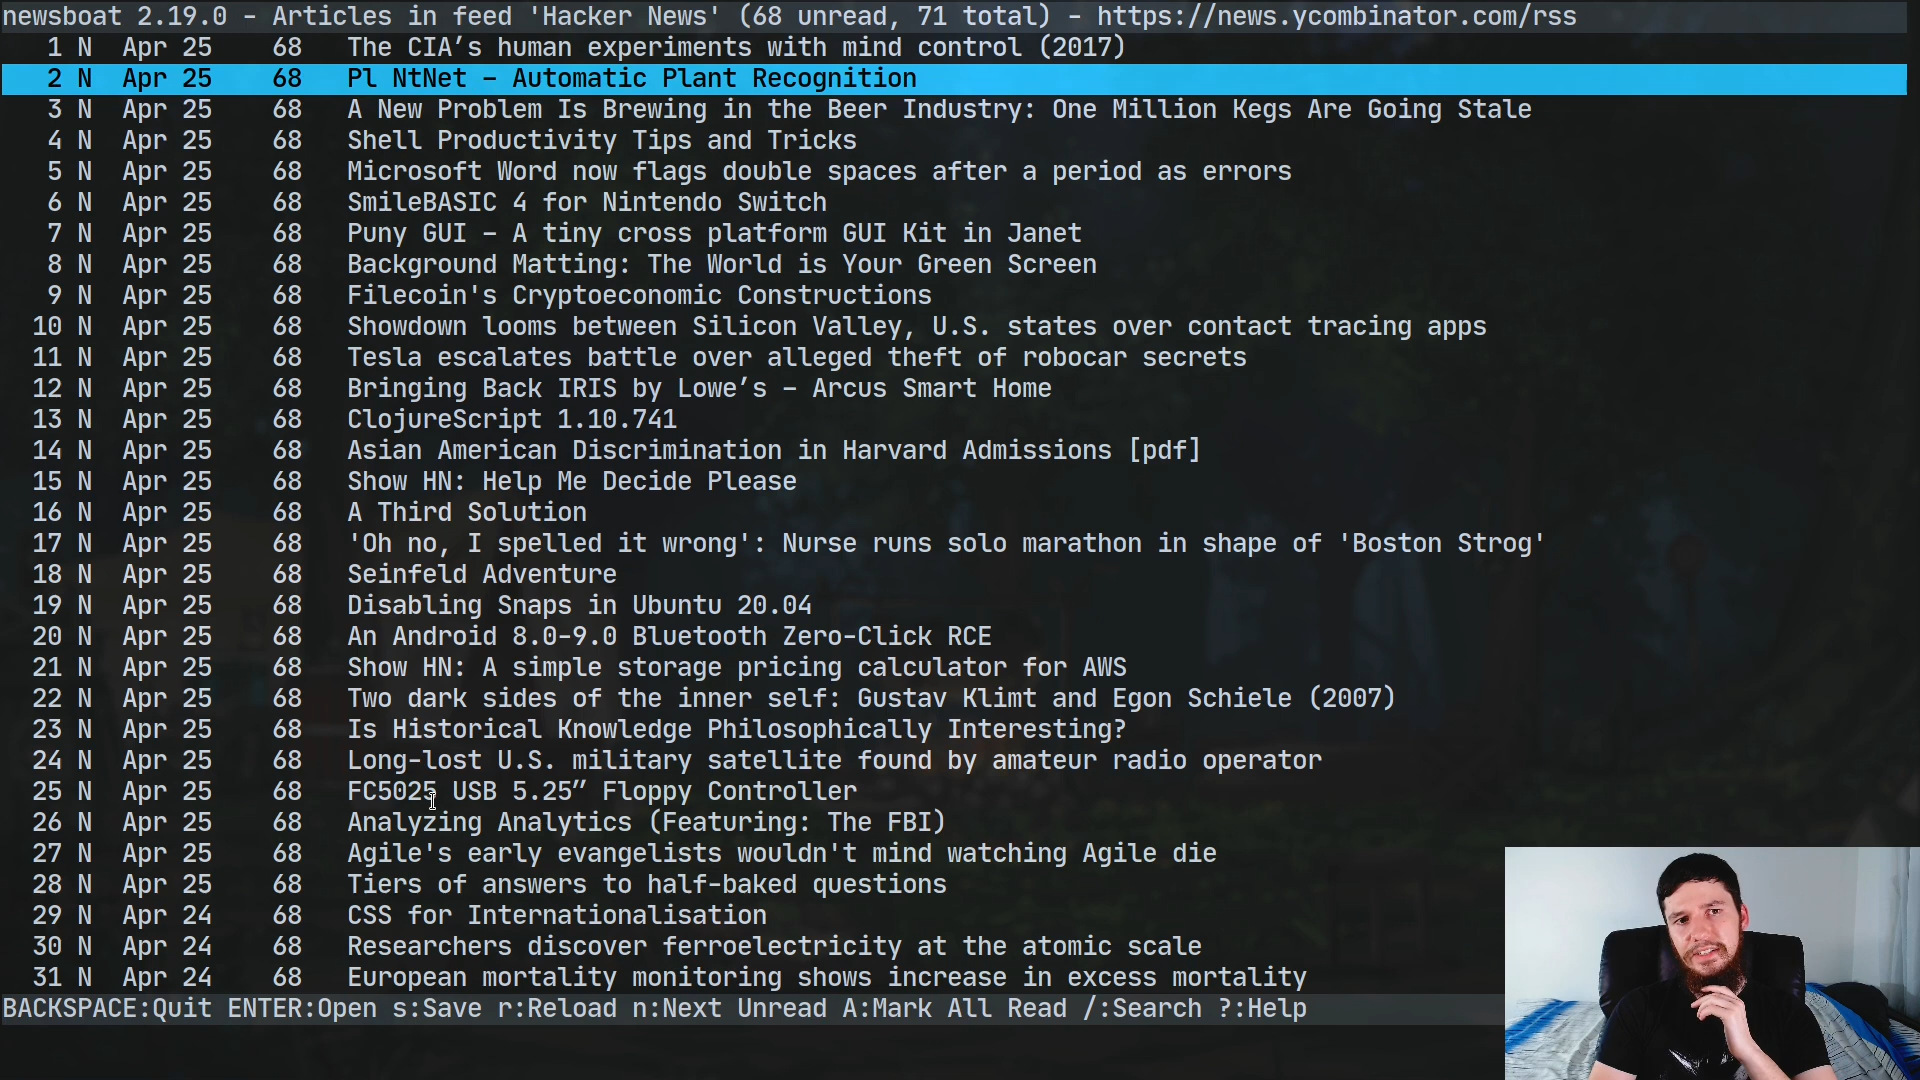 newsboat 2.19.0 - Articles in feed 'Hacker News' (68 unread, 71 total) - https://news.ycombinator.com/rss
1 N Apr 25 68 The CIA’s human experiments with mind control (2017)
2 N Apr 25 68 Pl NtNet – Automatic Plant Recognition
3 N Apr 25 68 A New Problem Is Brewing in the Beer Industry: One Million Kegs Are Going Stale
4 N Apr 25 68 Shell Productivity Tips and Tricks
5 N Apr 25 68 Microsoft Word now flags double spaces after a period as errors
6 N Apr 25 68 SmileBASIC 4 for Nintendo Switch
7 N Apr 25 68 Puny GUI – A tiny cross platform GUI Kit in Janet
8 N Apr 25 68 Background Matting: The World is Your Green Screen
9 N Apr 25 68 Filecoin's Cryptoeconomic Constructions
10 N Apr 25 68 Showdown looms between Silicon Valley, U.S. states over contact tracing apps
11 N Apr 25 68 Tesla escalates battle over alleged theft of robocar secrets
12 N Apr 25 68 Bringing Back IRIS by Lowe’s – Arcus Smart Home
13 N Apr 25 68 ClojureScript 1.10.741
14 N Apr 25 68 Asian American Discrimination in Harvard Admissions [pdf]
15 N Apr 25 68 Show HN: Help Me Decide Please
16 N Apr 25 68 A Third Solution
17 N Apr 25 68 'Oh no, I spelled it wrong': Nurse runs solo marathon in shape of 'Boston Strog'
18 N Apr 25 68 Seinfeld Adventure
19 N Apr 25 68 Disabling Snaps in Ubuntu 20.04
20 N Apr 25 68 An Android 8.0-9.0 Bluetooth Zero-Click RCE
21 N Apr 25 68 Show HN: A simple storage pricing calculator for AWS
22 N Apr 25 68 Two dark sides of the inner self: Gustav Klimt and Egon Schiele (2007)
23 N Apr 25 68 Is Historical Knowledge Philosophically Interesting?
24 N Apr 25 68 Long-lost U.S. military satellite found by amateur radio operator
25 N Apr 25 68 FC5025 USB 5.25” Floppy Controller
26 N Apr 25 68 Analyzing Analytics (Featuring: The FBI)
27 N Apr 25 68 Agile's early evangelists wouldn't mind watching Agile die
28 N Apr 25 68 Tiers of answers to half-baked questions
29 N Apr 24 68 CSS for Internationalisation
30 N Apr 24 68 Researchers discover ferroelectricity at the atomic scale
31 N Apr 24 68 European mortality monitoring shows increase in excess mortality
BACKSPACE:Quit ENTER:Open s:Save r:Reload n:Next Unread A:Mark All Read /:Search ?:Help